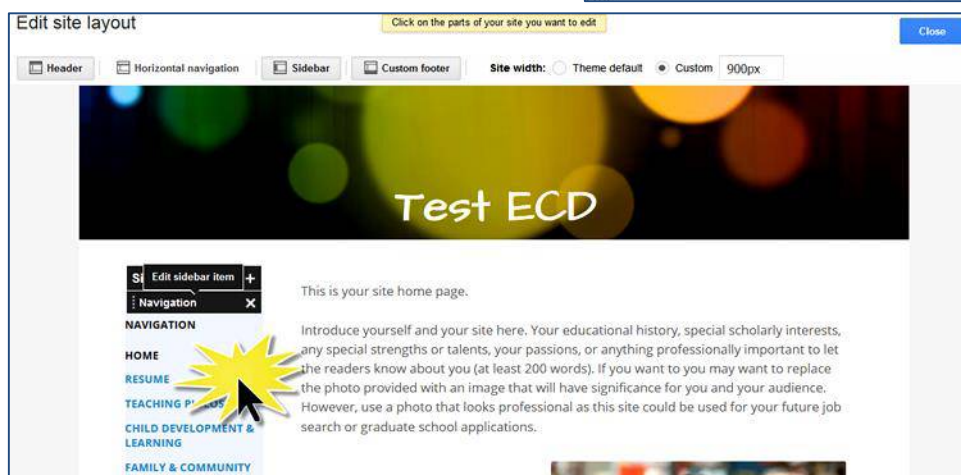 Edit site layout
Click on the parts of your site you want to edit
Close
Header Horizontal navigation Sidebar Custom footer Site width: Theme default Custom 900px
Test ECD
Edit sidebar item +
Navigation X
NAVIGATION
HOME
RESUME
TEACHING
CHILD DEVELOPMENT &
LEARNING
FAMILY & COMMUNITY
This is your site home page.
Introduce yourself and your site here. Your educational history, special scholarly interests,
any special strengths or talents, your passions, or anything professionally important to let
the readers know about you (at least 200 words). If you want to you may want to replace
the photo provided with an image that will have significance for you and your audience.
However, use a photo that looks professional as this site could be used for your future job
search or graduate school applications.